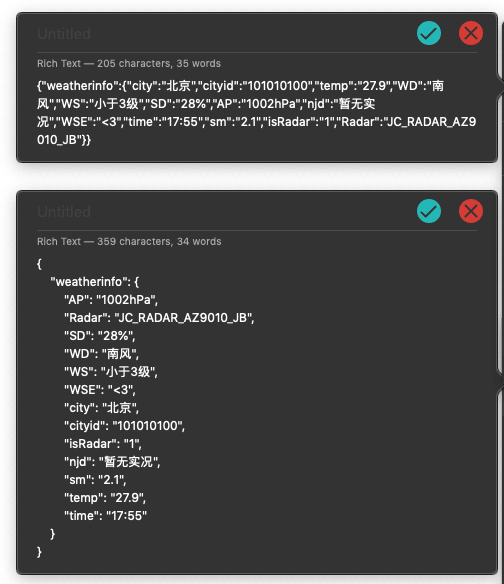 Untitled
Rich Text — 205 characters, 35 words
{"weatherinfo":{"city":"北京","cityid":"101010100","temp":"27.9","WD":"南
风","WS":"小于3级","SD":"28%","AP":"1002hPa","njd":"暂无实
况","WSE":"<3","time":"17:55","sm":"2.1","isRadar":"1","Radar":"JC_RADAR_AZ9
010_JB"}}
Untitled
Rich Text — 359 characters, 34 words
{
"weatherinfo": {
"AP": "1002hPa",
"Radar": "JC_RADAR_AZ9010_JB",
"SD": "28%",
"WD": "南风",
"WS": "小于3级",
"WSE": "<3",
"city": "北京",
"cityid": "101010100",
"isRadar": "1",
"njd": "暂无实况",
"sm": "2.1",
"temp": "27.9",
"time": "17:55"
}
}